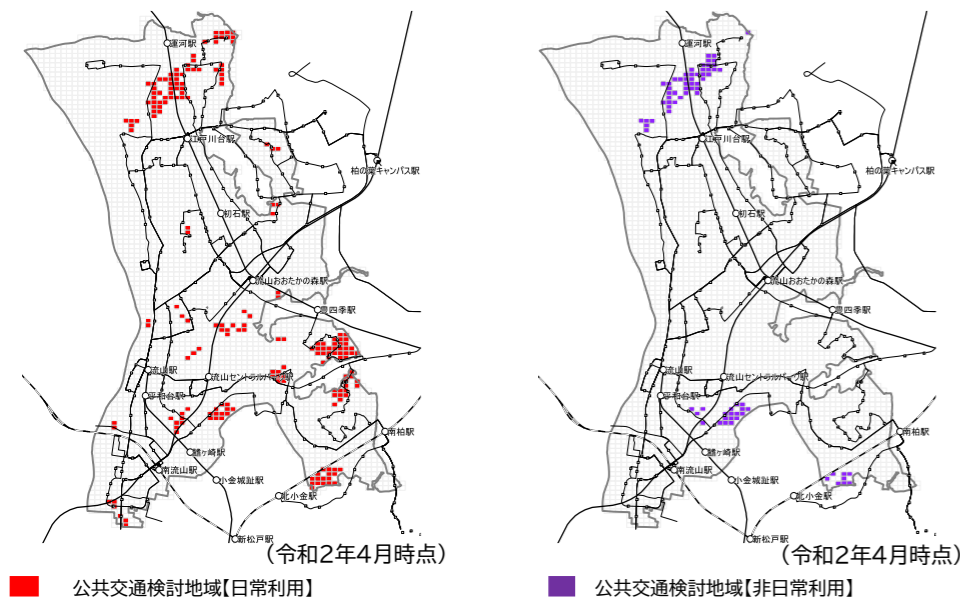 運河駅
江戸川台駅
柏の葉キャンパス駅
初石駅
流山おおたかの森駅
豊四季駅
流山駅
流山セントラルパーク駅
平和台駅
南柏駅
鰭ヶ崎駅
南流山駅
小金城趾駅
北小金駅
新松戸駅
(令和2年4月時点)
公共交通検討地域【日常利用】
運河駅
江戸川台駅
柏の葉キャンパス駅
初石駅
流山おおたかの森駅
豊四季駅
流山駅
流山セントラルパーク駅
平和台駅
南柏駅
鰭ヶ崎駅
南流山駅
小金城趾駅
北小金駅
新松戸駅
(令和2年4月時点)
公共交通検討地域【非日常利用】